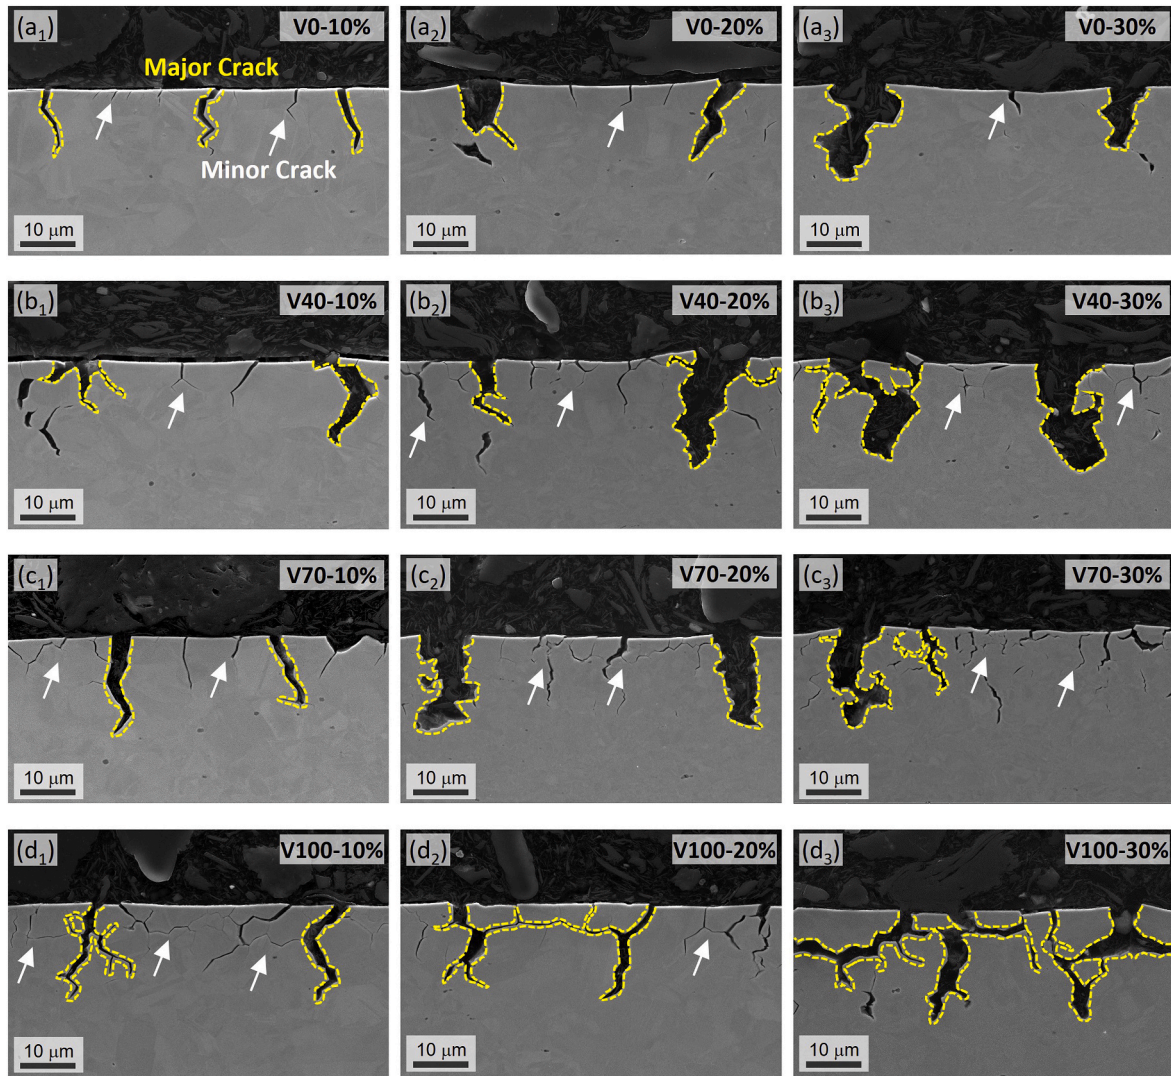 (a₁) V0-10%
Major Crack
Minor Crack
10 μm
(a₂) V0-20%
10 μm
(a₃) V0-30%
10 μm
(b₁) V40-10%
10 μm
(b₂) V40-20%
10 μm
(b₃) V40-30%
10 μm
(c₁) V70-10%
10 μm
(c₂) V70-20%
10 μm
(c₃) V70-30%
10 μm
(d₁) V100-10%
10 μm
(d₂) V100-20%
10 μm
(d₃) V100-30%
10 μm